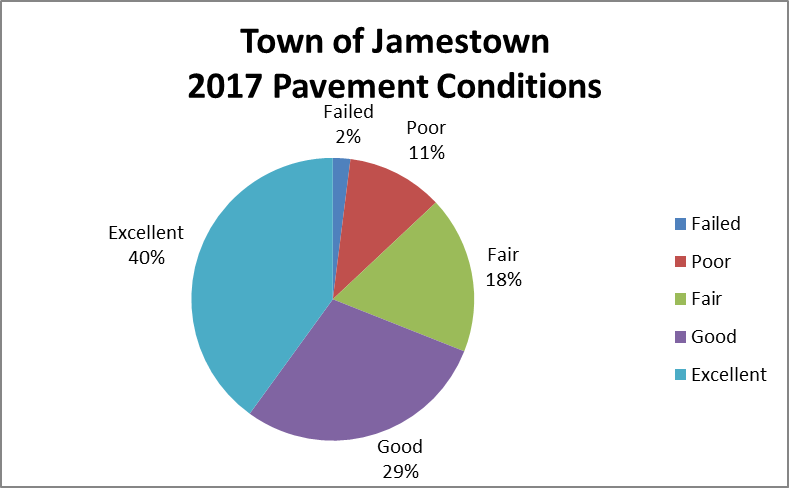 Town of Jamestown
2017 Pavement Conditions
Failed
2%
Poor
11%
Fair
18%
Good
29%
Excellent
40%
Failed
Poor
Fair
Good
Excellent